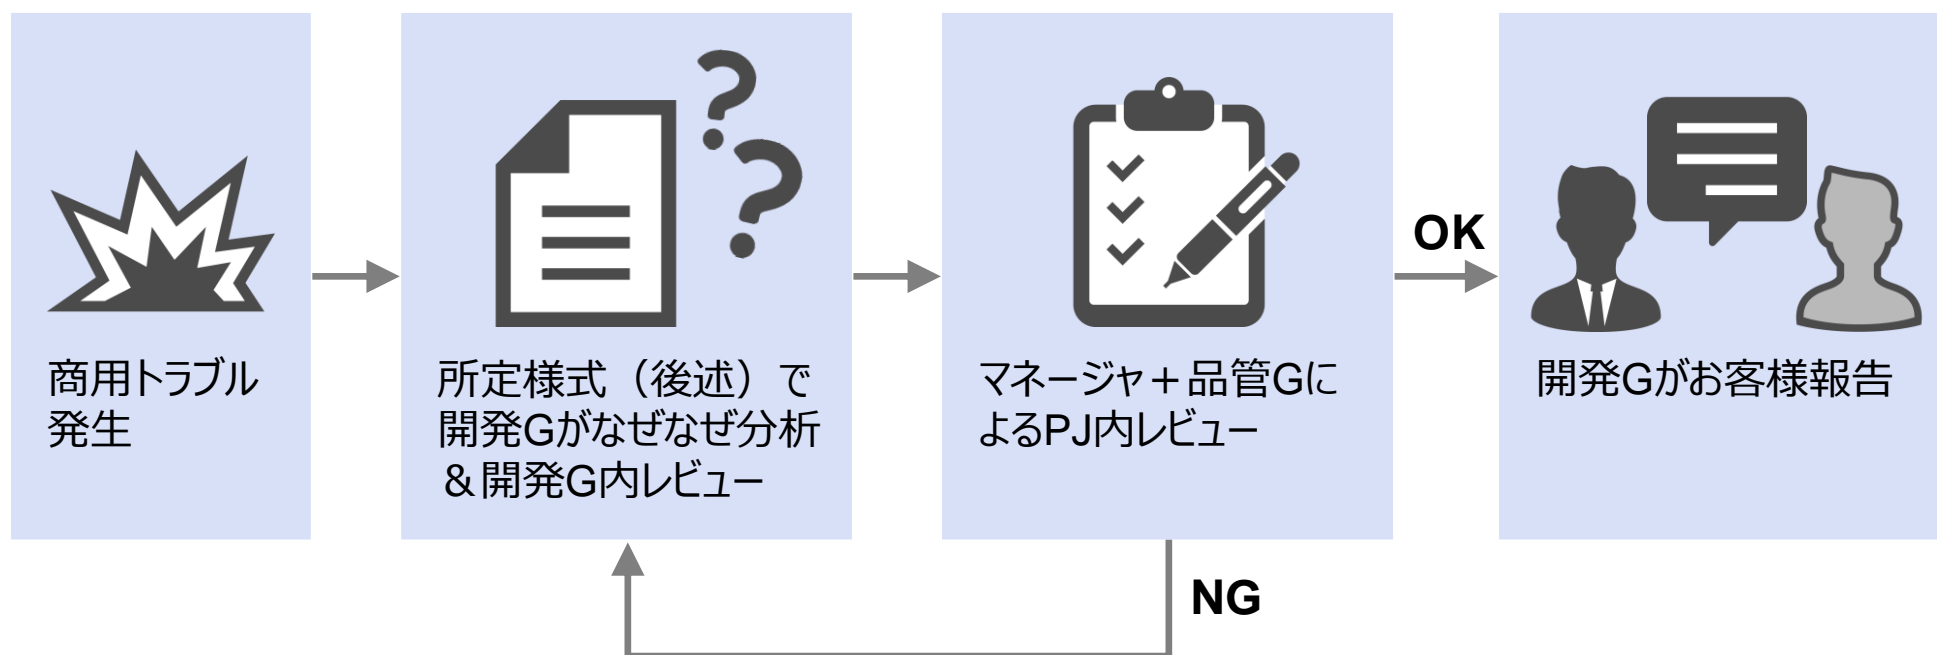 商用トラブル
発生
所定様式（後述）で
開発Gがなぜなぜ分析
＆開発G内レビュー
マネージャ＋品管Gに
よるPJ内レビュー
OK
開発Gがお客様報告
NG